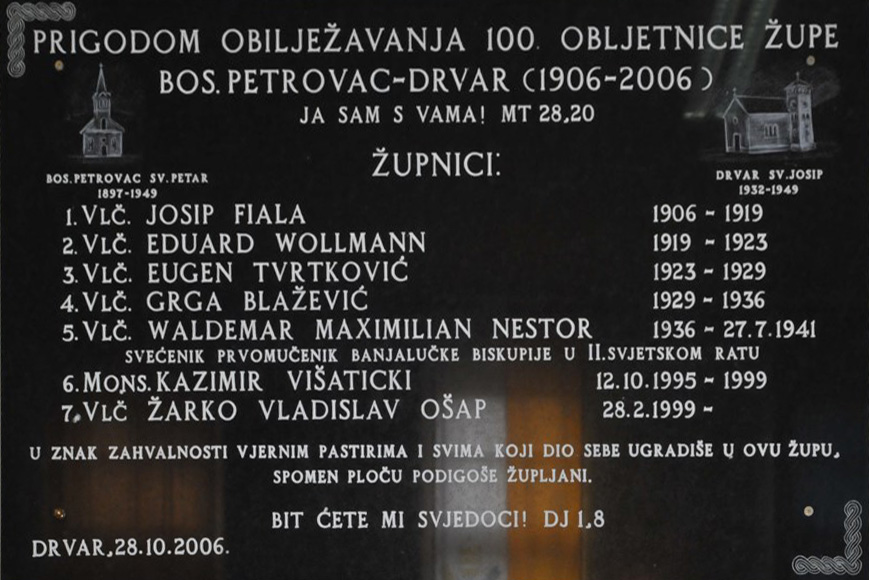 PRIGODOM OBILJEŽAVANJA 100. OBLJETNICE ŽUPE
BOS. PETROVAC-DRVAR (1906-2006)
JA SAM S VAMA! MT 28,20
BOS. PETROVAC SV. PETAR
1897-1949
ŽUPNICI:
DRVAR SV. JOSIP
1932-1949
1. VLČ. JOSIP FIALA 1906 - 1919
2. VLČ. EDUARD WOLLMANN 1919 - 1923
3. VLČ. EUGEN TVRTKOVIĆ 1923 - 1929
4. VLČ. GRGA BLAŽEVIĆ 1929 - 1936
5. VLČ. WALDEMAR MAXIMILIAN NESTOR 1936 - 27.7.1941
SVEĆENIK PRVOMUČENIK BANJALUČKE BISKUPIJE U II. SVJETSKOM RATU
6. MONS. KAZIMIR VIŠATICKI 12.10.1995 - 1999
7. VLČ ŽARKO VLADISLAV OŠAP 28.2.1999 -
U ZNAK ZAHVALNOSTI VJERNIM PASTIRIMA I SVIMA KOJI DIO SEBE UGRADIŠE U OVU ŽUPU,
SPOMEN PLOČU PODIGOŠE ŽUPLJANI.
BIT ĆETE MI SVJEDOCI! DJ 1,8
DRVAR, 28.10.2006.